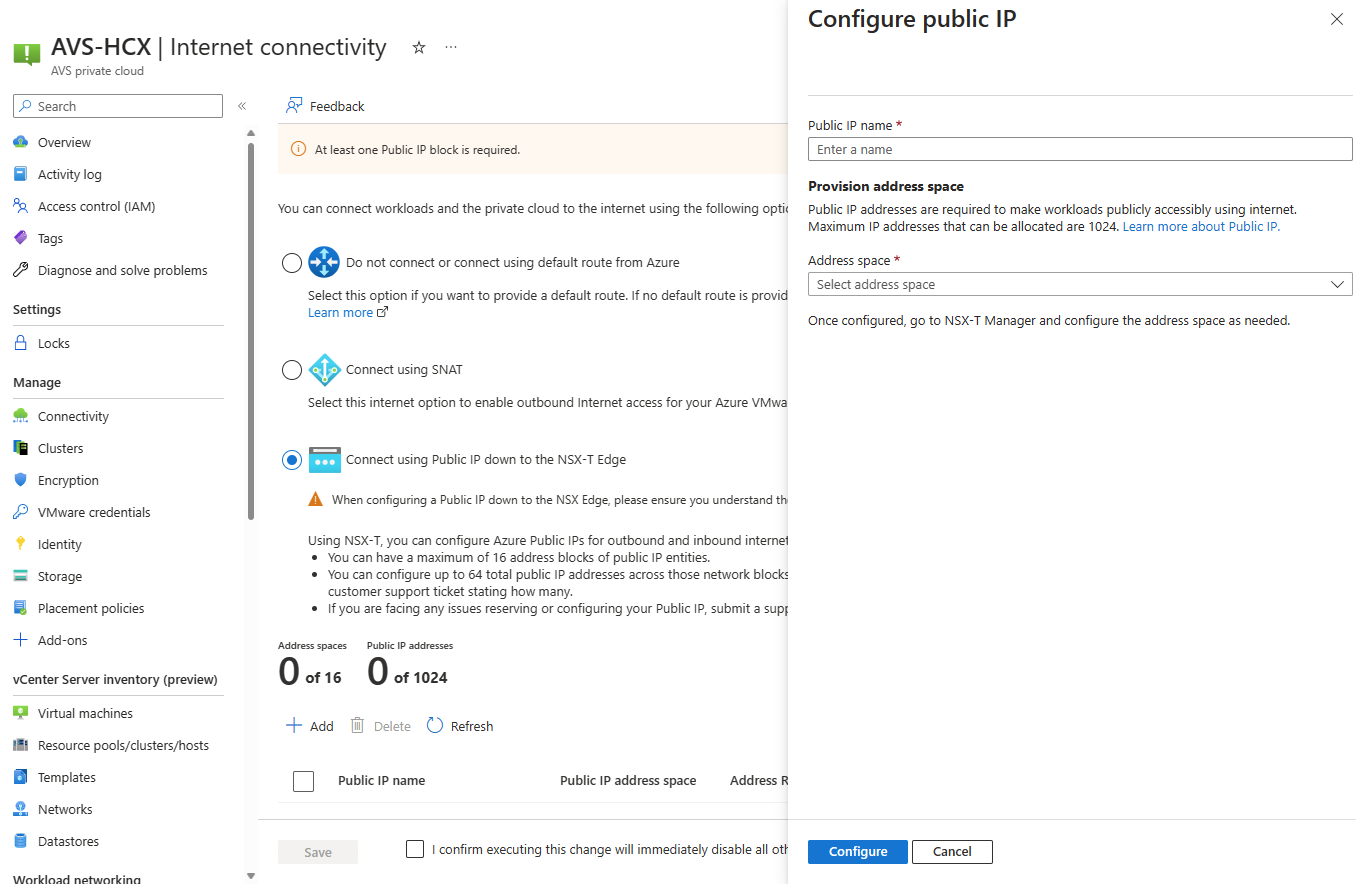 AVS-HCX | Internet connectivity
AVS private cloud
Search
Overview
Activity log
Access control (IAM)
Tags
Diagnose and solve problems
Settings
Locks
Manage
Connectivity
Clusters
Encryption
VMware credentials
Identity
Storage
Placement policies
Add-ons
vCenter Server inventory (preview)
Virtual machines
Resource pools/clusters/hosts
Templates
Networks
Datastores
Workload networking
Feedback
At least one Public IP block is required.
You can connect workloads and the private cloud to the internet using the following
Do not connect or connect using default route from Azure
Select this option if you want to provide a default route. If no default route is
Learn more
Connect using SNAT
Select this internet option to enable outbound Internet access for your Azure
Connect using Public IP down to the NSX-T Edge
When configuring a Public IP down to the NSX Edge, please ensure you understand
Using NSX-T, you can configure Azure Public IPs for outbound and inbound internet
• You can have a maximum of 16 address blocks of public IP entities.
• You can configure up to 64 total public IP addresses across those network blocks
customer support ticket stating how many.
• If you are facing any issues reserving or configuring your Public IP, submit a
Address spaces Public IP addresses
0 of 16 0 of 1024
Add Delete Refresh
Public IP name Public IP address space Address
Save
I confirm executing this change will immediately disable all
Configure public IP
Public IP name *
Enter a name
Provision address space
Public IP addresses are required to make workloads publicly accessibly using internet.
Maximum IP addresses that can be allocated are 1024. Learn more about Public IP.
Address space *
Select address space
Once configured, go to NSX-T Manager and configure the address space as needed.
Configure Cancel